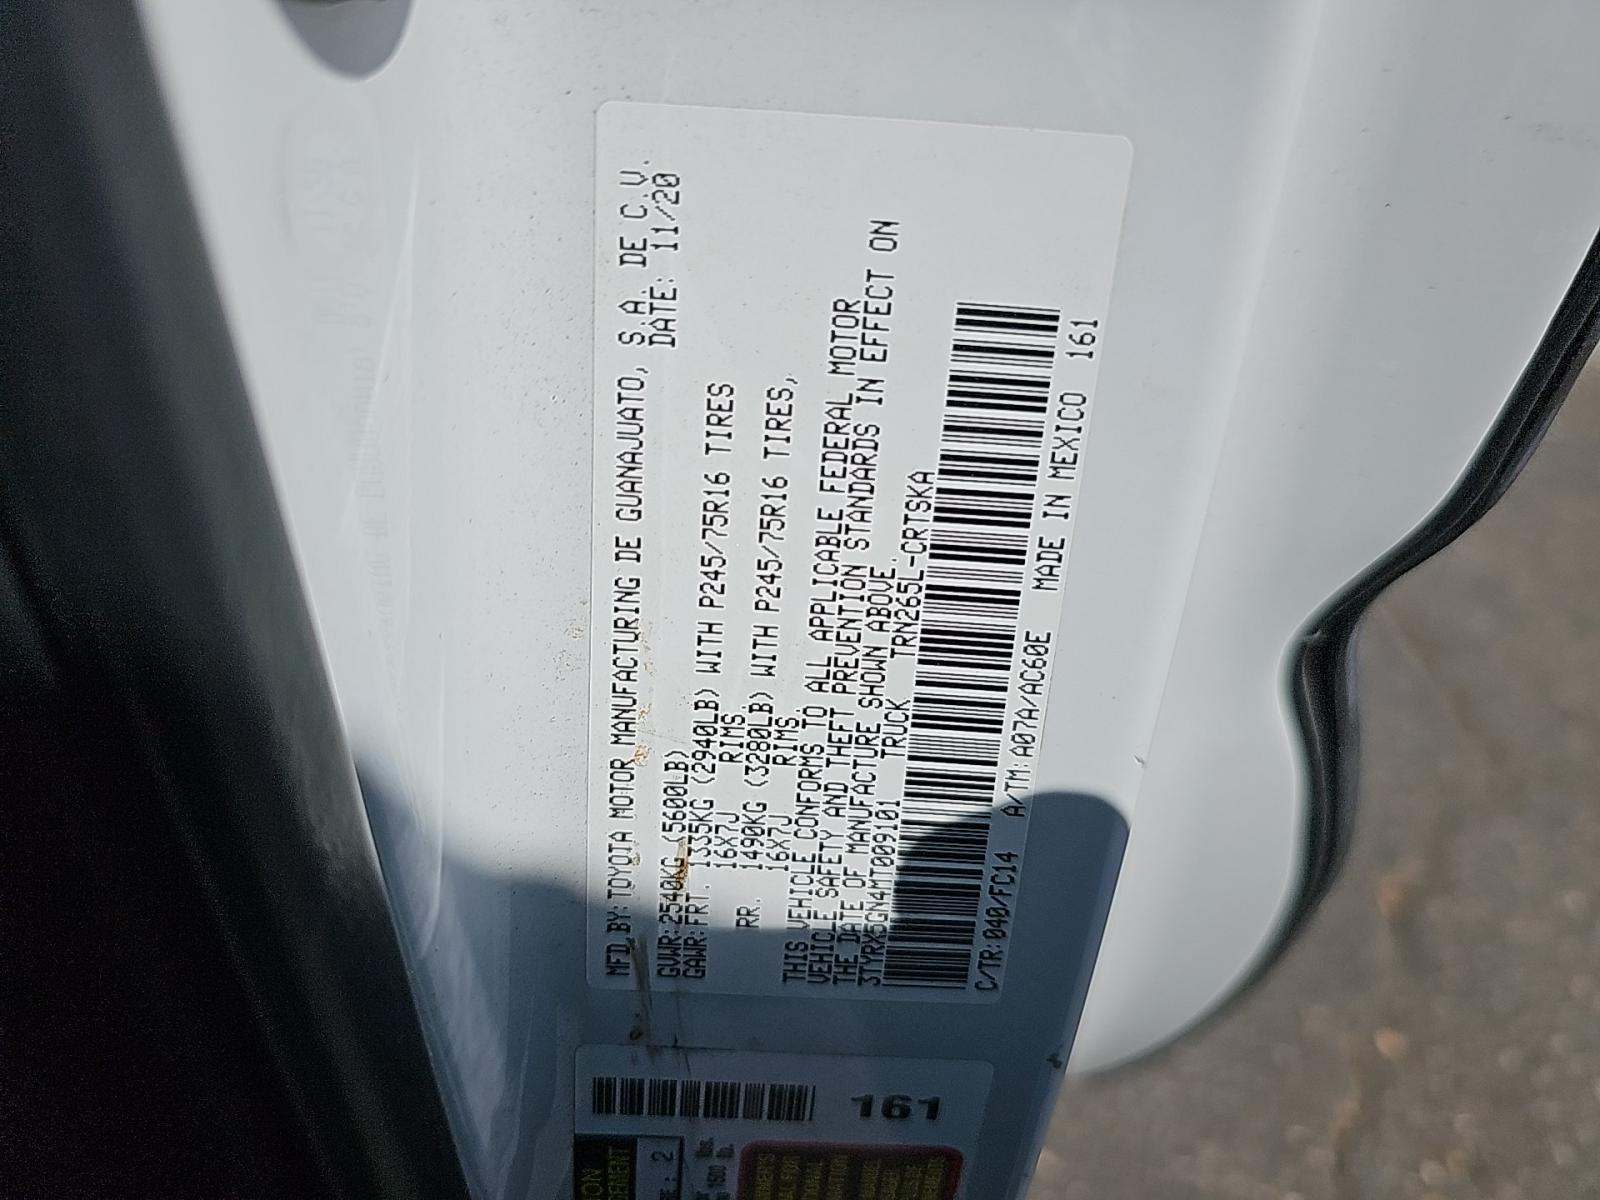 MFD.BY:TOYOTA MOTOR MANUFACTURING DE GUANAJUATO, S.A. DE C.V.
DATE: 11/20
GVWR:2540KG (5600LB)
GAWR:FRT. 1335KG (2940LB) WITH P245/75R16 TIRES
16X7J RIMS,
RR. 1490KG (3280LB) WITH P245/75R16 TIRES,
16X7J RIMS
THIS VEHICLE CONFORMS TO ALL APPLICABLE FEDERAL MOTOR
VEHICLE SAFETY AND THEFT PREVENTION STANDARDS IN EFFECT ON
THE DATE OF MANUFACTURE SHOWN ABOVE.
3TYRX5GN4MT009101 TRUCK TRN265L-CRTSKA
C/TR:040/FC14 A/TM:A07A/AC60E MADE IN MEXICO 161
161
2